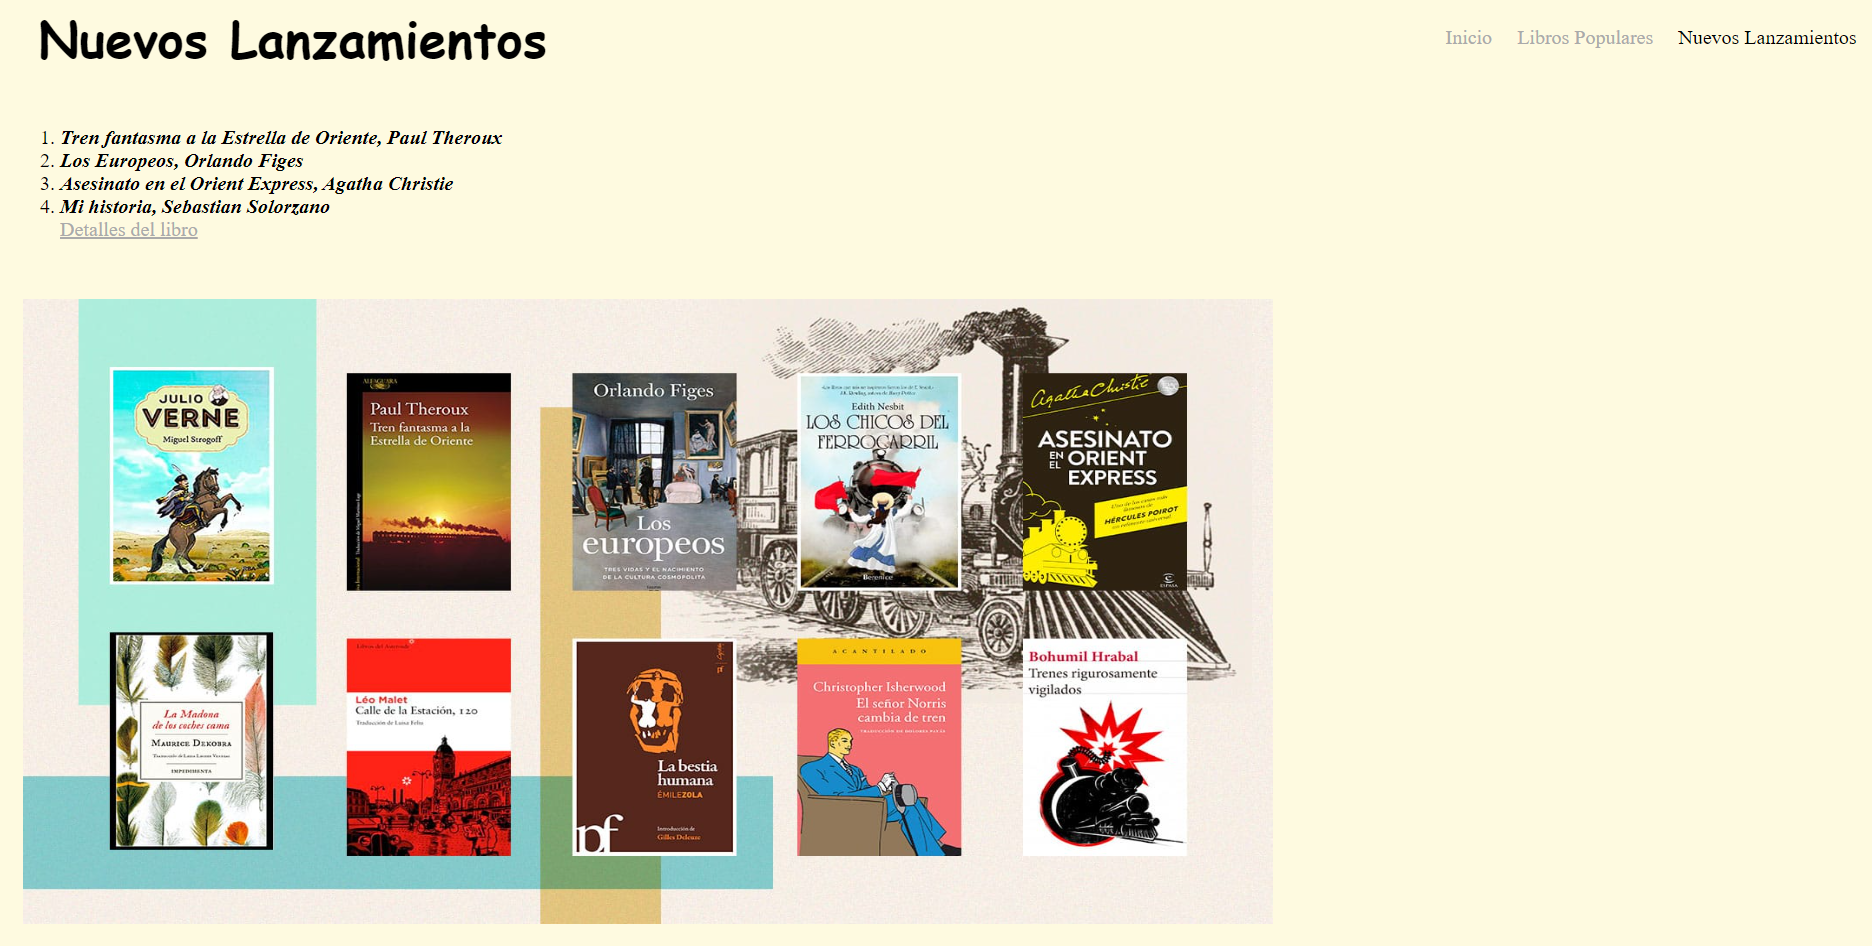 Nuevos Lanzamientos
Inicio Libros Populares Nuevos Lanzamientos
1. Tren fantasma a la Estrella de Oriente, Paul Theroux
2. Los Europeos, Orlando Figes
3. Asesinato en el Orient Express, Agatha Christie
4. Mi historia, Sebastian Solorzano
Detalles del libro
JULIO
VERNE
Miguel Strogoff
ALFAGUARA
Paul Theroux
Tren fantasma a la
Estrella de Oriente
Orlando Figes
Los
europeos
TRES VIDAS Y EL NACIMIENTO
DE LA CULTURA COSMOPOLITA
Edith Nesbit
LOS CHICOS DEL
FERROCARRIL
Berenice
Agatha Christie
ASESINATO
EN EL ORIENT
EXPRESS
HÉRCULES POIROT
ESPASA
La Madona
de los coches cama
MAURICE DEKOBRA
IMPEDIMENTA
Libros del Asteroide
Léo Malet
Calle de la Estación, 120
Traducción de Luisa Feliu
La bestia
humana
ÉMILE ZOLA
Introducción de
Gilles Deleuze
pf
ACANTILADO
Christopher Isherwood
El señor Norris
cambia de tren
Bohumil Hrabal
Trenes rigurosamente
vigilados